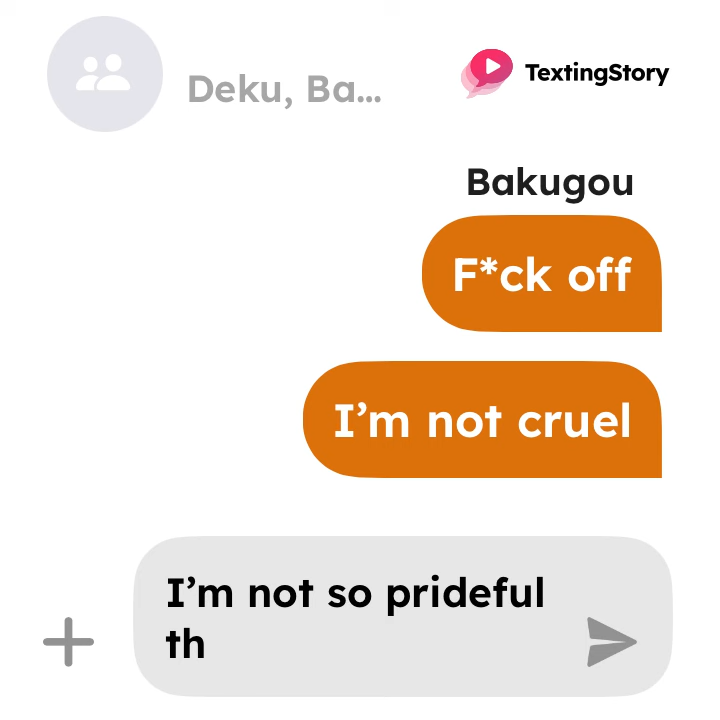 Deku, Ba...
TextingStory
Bakugou
F*ck off
I’m not cruel
I’m not so prideful
th